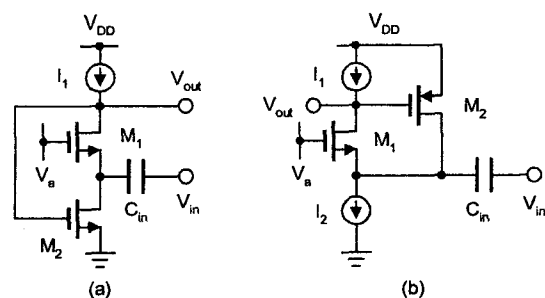 V_DD
I_1
V_out
M_1
V_a
C_in
V_in
M_2
(a)
V_DD
I_1
V_out
M_2
M_1
V_a
I_2
C_in
V_in
(b)